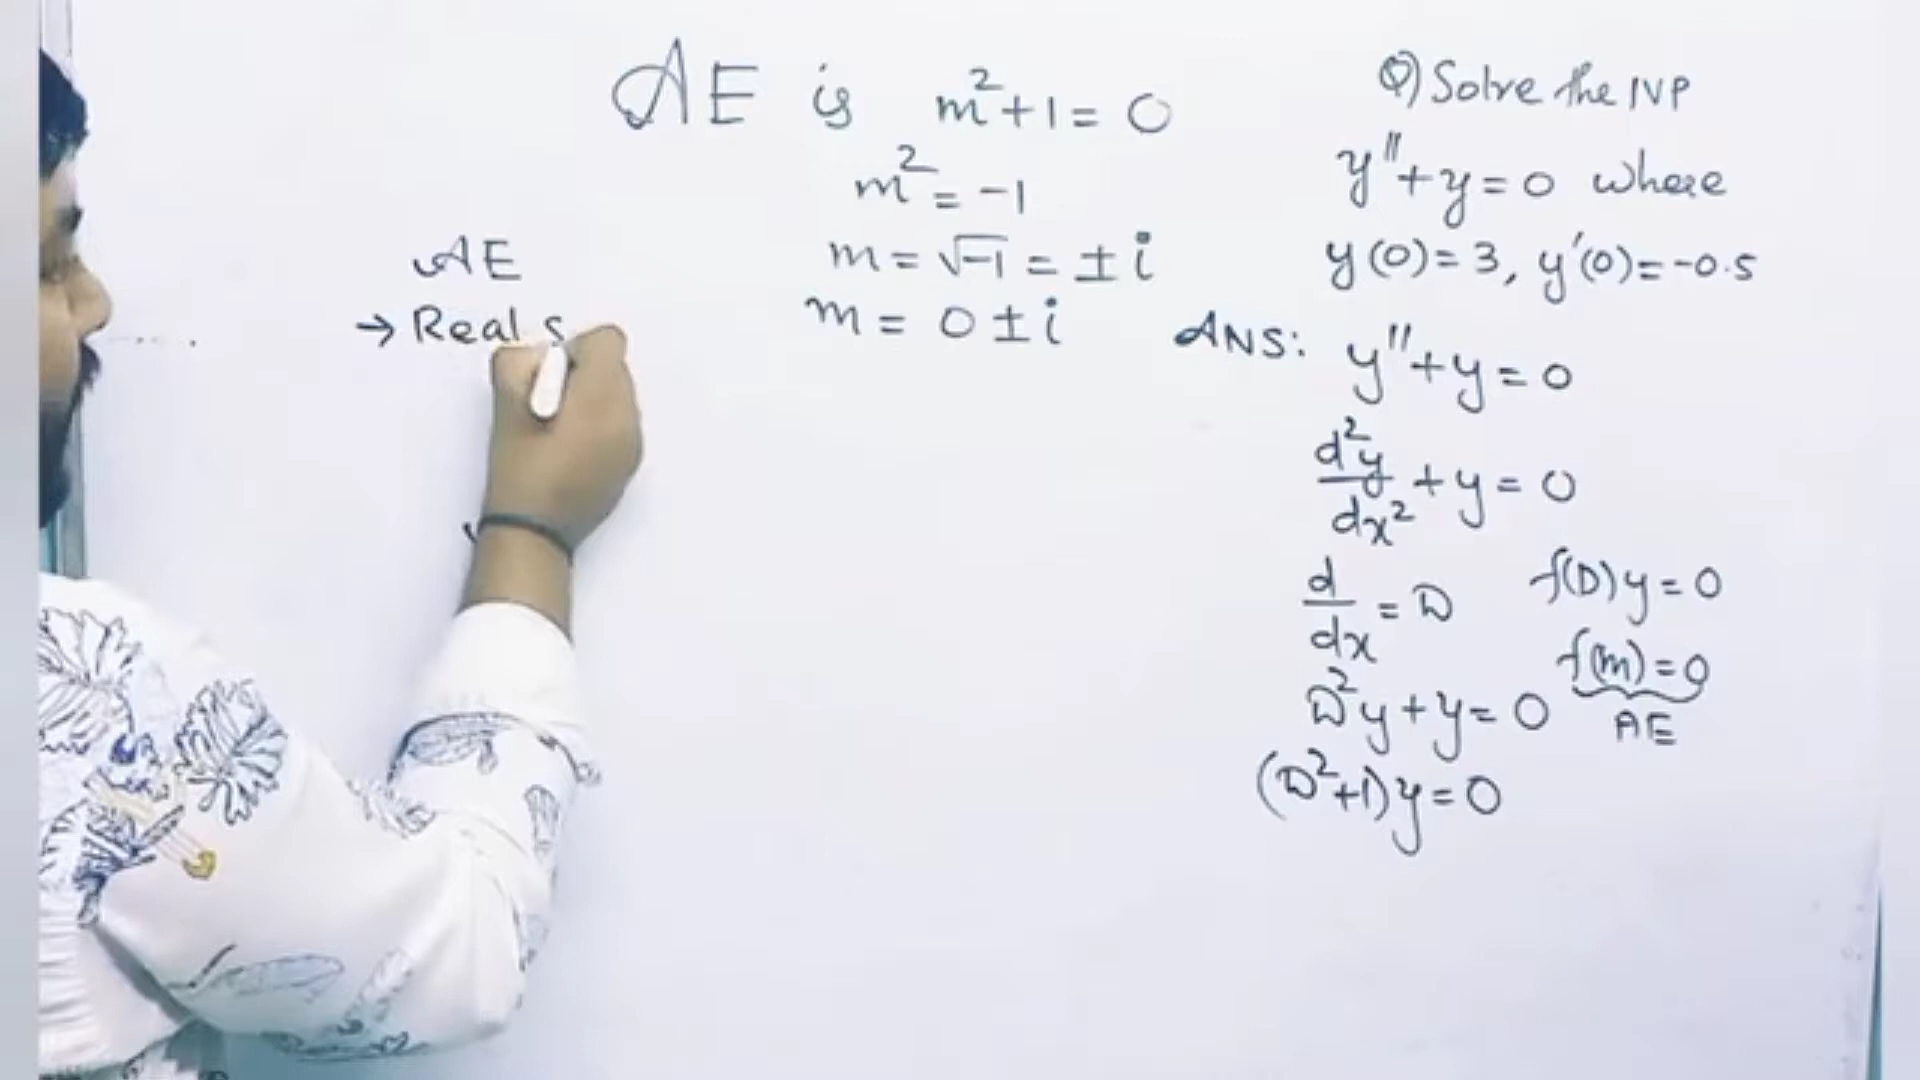 AE is m²+1=0
m²=-1
m=√-1=±i
m=0±i
AE
→ Real s
Q) Solve the IVP
y"+y=0 where
y(0)=3, y'(0)=-0.5
ANS: y"+y=0
d²y/dx²+y=0
d/dx=D f(D)y=0
f(m)=0
AE
D²y+y=0
(D²+1)y=0